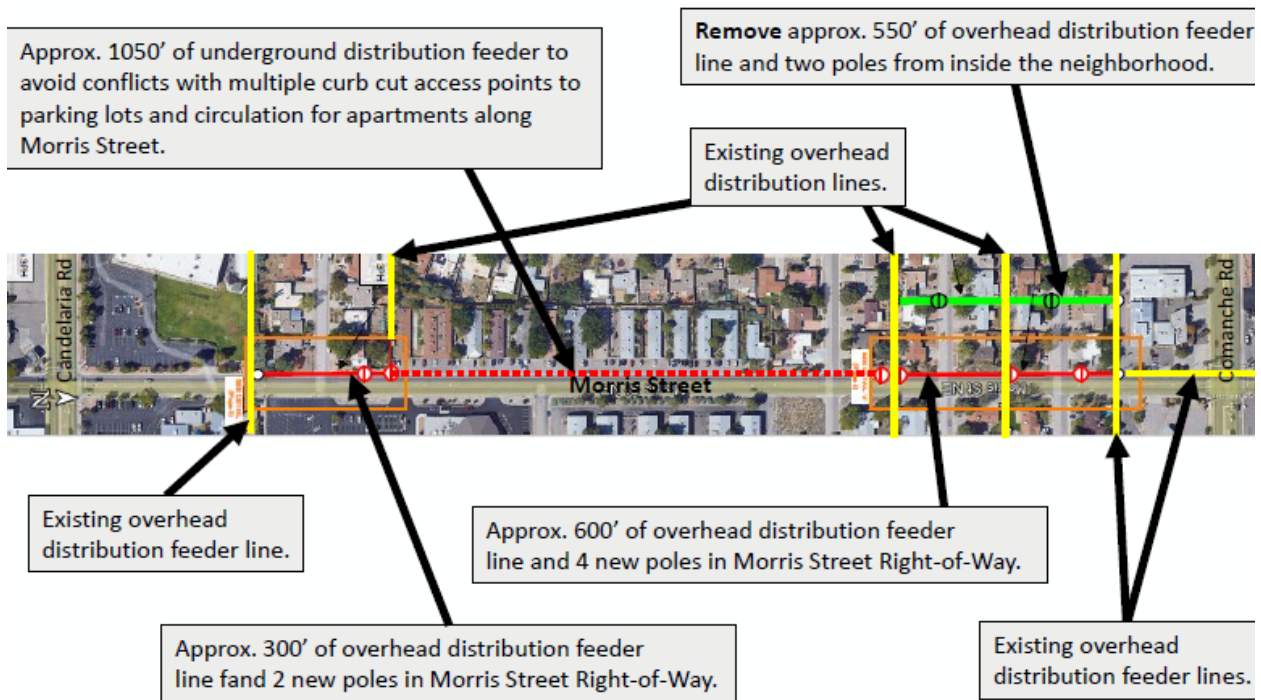 Approx. 1050’ of underground distribution feeder to
avoid conflicts with multiple curb cut access points to
parking lots and circulation for apartments along
Morris Street.
Remove approx. 550’ of overhead distribution feeder
line and two poles from inside the neighborhood.
Existing overhead
distribution lines.
Candelaria Rd
N
Morris Street
Comanche Rd
Existing overhead
distribution feeder line.
Approx. 600’ of overhead distribution feeder
line and 4 new poles in Morris Street Right-of-Way.
Approx. 300’ of overhead distribution feeder
line fand 2 new poles in Morris Street Right-of-Way.
Existing overhead
distribution feeder lines.